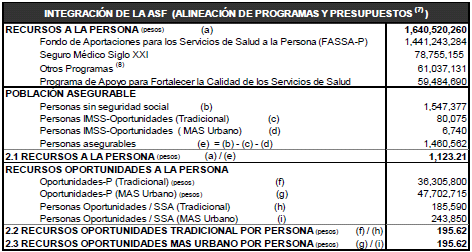 INTEGRACIÓN DE LA ASF (ALINEACIÓN DE PROGRAMAS Y PRESUPUESTOS (7))
RECURSOS A LA PERSONA (pesos) (a) 1,640,520,260
Fondo de Aportaciones para los Servicios de Salud a la Persona (FASSA-P) 1,441,243,284
Seguro Médico Siglo XXI 78,755,155
Otros Programas (8) 61,037,131
Programa de Apoyo para Fortalecer la Calidad de los Servicios de Salud 59,484,690
POBLACIÓN ASEGURABLE
Personas sin seguridad social (b) 1,547,377
Personas IMSS-Oportunidades (Tradicional) (c) 80,075
Personas IMSS-Oportunidades ( MAS Urbano) (d) 6,740
Personas asegurables (e) = (b) - (c) - (d) 1,460,562
2.1 RECURSOS A LA PERSONA (pesos) (a) / (e) 1,123.21
RECURSOS OPORTUNIDADES A LA PERSONA
Oportunidades-P (Tradicional) (pesos) (f) 36,305,800
Oportunidades-P (MAS Urbano) (pesos) (g) 47,702,715
Personas Oportunidades / SSA (Tradicional) (h) 185,590
Personas Oportunidades / SSA (MAS Urbano) (i) 243,850
2.2 RECURSOS OPORTUNIDADES TRADICIONAL POR PERSONA (pesos) (f) / (h) 195.62
2.3 RECURSOS OPORTUNIDADES MAS URBANO POR PERSONA (pesos) (g) / (i) 195.62